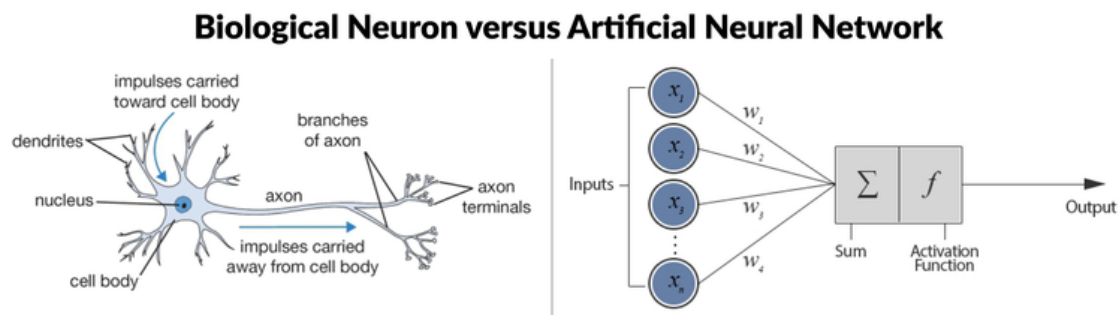 Biological Neuron versus Artificial Neural Network
impulses carried
toward cell body
dendrites
nucleus
cell body
axon
impulses carried
away from cell body
branches
of axon
axon
terminals
Inputs
x₁
x₂
x₃
xₙ
w₁
w₂
w₃
w₄
Σ
f
Sum
Activation
Function
Output